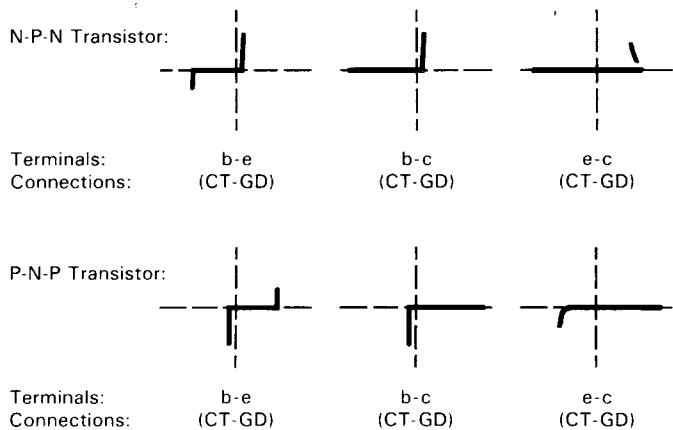 N-P-N Transistor:
Terminals: b-e b-c e-c
Connections: (CT-GD) (CT-GD) (CT-GD)
P-N-P Transistor:
Terminals: b-e b-c e-c
Connections: (CT-GD) (CT-GD) (CT-GD)